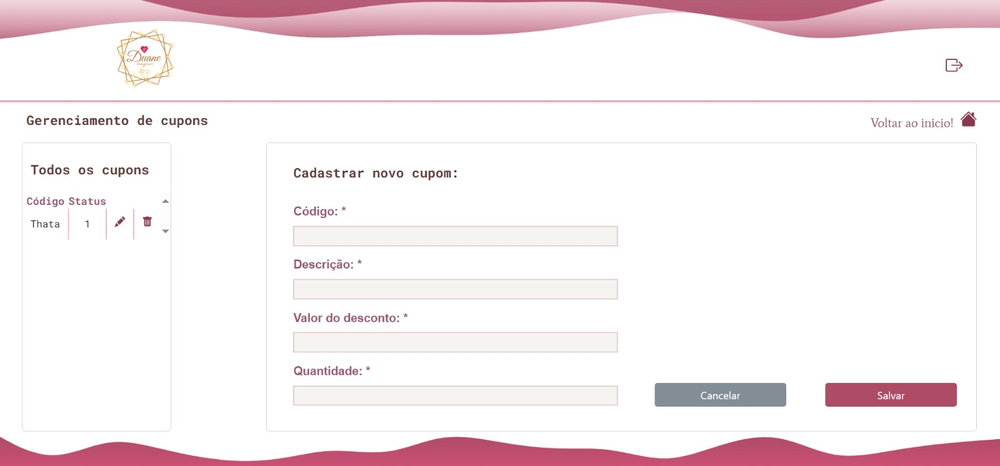 Duane
Gerenciamento de cupons
Voltar ao inicio!
Todos os cupons
Código Status
Thata 1
Cadastrar novo cupom:
Código: *
Descrição: *
Valor do desconto: *
Quantidade: *
Cancelar
Salvar